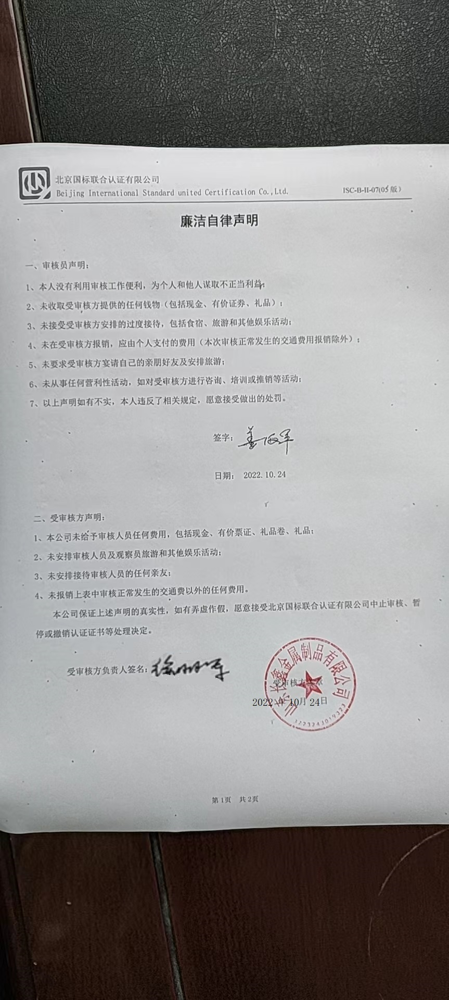 北京国标联合认证有限公司
Beijing International Standard united Certification Co.,Ltd.
ISC-B-II-07(05版)
廉洁自律声明
一、审核员声明:
1、本人没有利用审核工作便利，为个人和他人谋取不正当利益;
2、未收取受审核方提供的任何钱物（包括现金、有价证券、礼品）;
3、未接受受审核方安排的过度接待，包括食宿、旅游和其他娱乐活动;
4、未在受审核方报销，应由个人支付的费用（本次审核正常发生的交通费用报销除外）;
5、未要求受审核方宴请自己的亲朋好友及安排旅游;
6、未从事任何营利性活动，如对受审核方进行咨询、培训或推销等活动;
7、以上声明如有不实，本人违反了相关规定，愿意接受做出的处罚。
签字: 姜海军
日期: 2022.10.24
二、受审核方声明:
1、本公司未给予审核人员任何费用，包括现金、有价票证、礼品卷、礼品;
2、未安排审核人员及观察员旅游和其他娱乐活动;
3、未安排接待审核人员的任何亲友;
4、未报销上表中审核正常发生的交通费以外的任何费用。
本公司保证上述声明的真实性，如有弄虚作假，愿意接受北京国标联合认证有限公司中止审核、暂
停或撤销认证证书等处理决定。
受审核方负责人签名:
受审核方盖章
2022年10月24日
山东长鑫金属制品有限公司
第1页 共2页